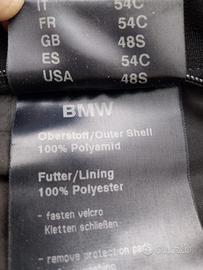 IT 54C
FR 54C
GB 48S
ES 54C
USA 48S
BMW
Oberstoff/Outer Shell
100% Polyamid
Futter/Lining
100% Polyester
- fasten velcro
Kletten schließen
- remove protection pads